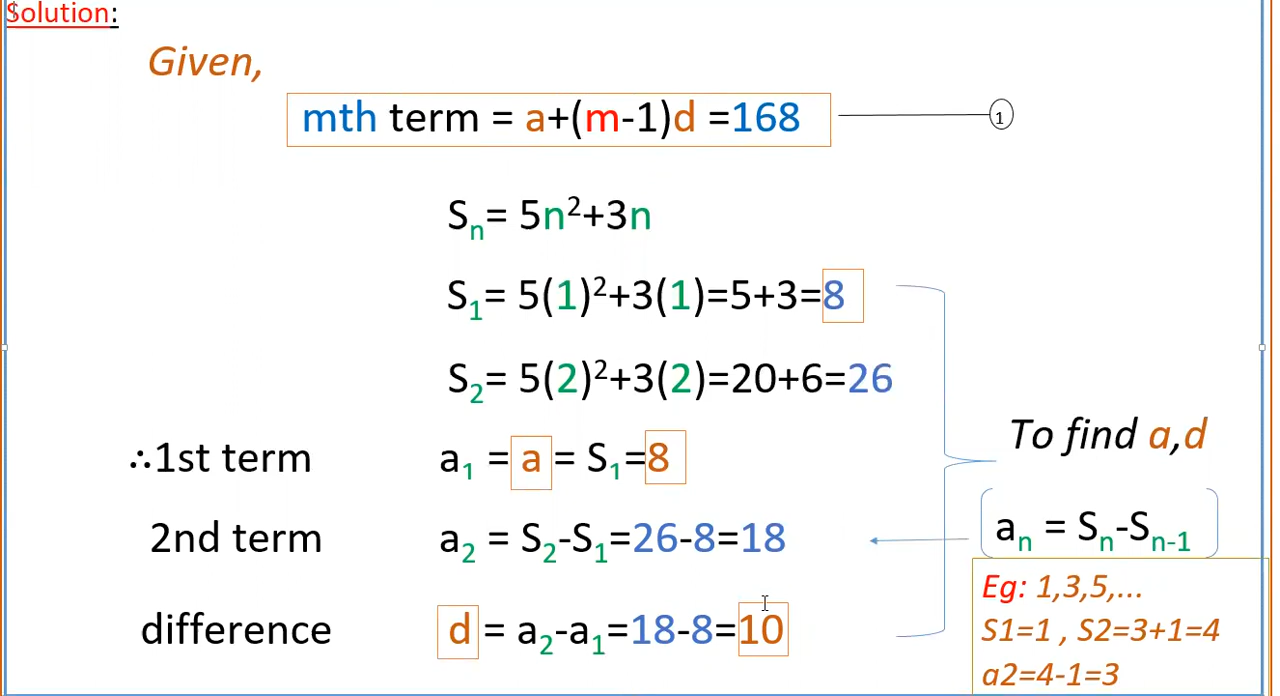 Solution:
Given,
mth term = a+(m-1)d =168
1
Sₙ= 5n²+3n
S₁= 5(1)²+3(1)=5+3=8
S₂= 5(2)²+3(2)=20+6=26
To find a,d
∴1st term a₁ = a = S₁=8
aₙ = Sₙ-Sₙ₋₁
2nd term a₂ = S₂-S₁=26-8=18
Eg: 1,3,5,...
S1=1 , S2=3+1=4
a2=4-1=3
difference d = a₂-a₁=18-8=10